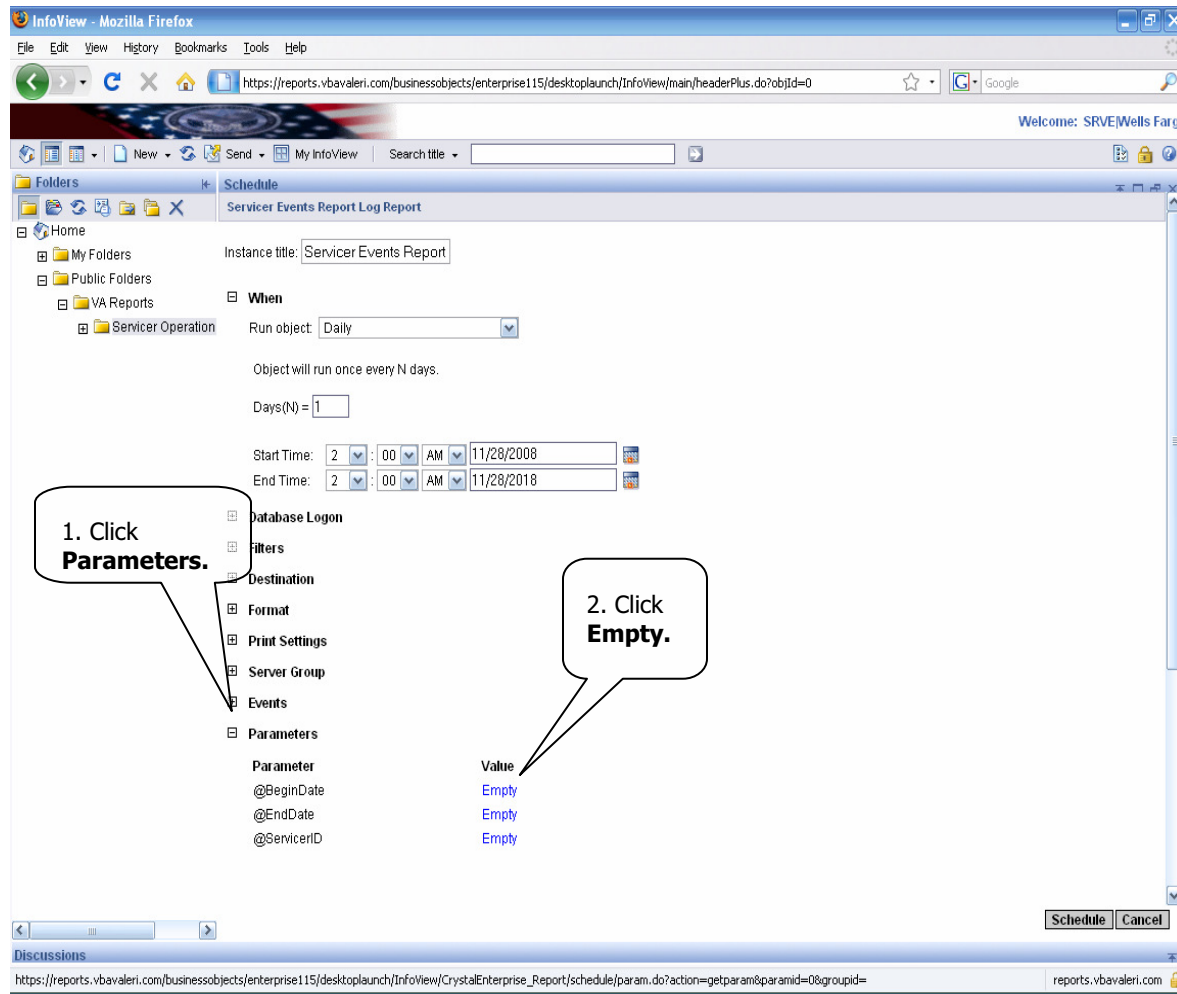 InfoView - Mozilla Firefox
File Edit View History Bookmarks Tools Help
https://reports.vbavaleri.com/businessobjects/enterprise115/desktoplaunch/InfoView/main/headerPlus.do?objId=0
G Google
Welcome: SRVE|Wells Farg
New Send My InfoView Search title
Folders
Schedule
Servicer Events Report Log Report
Home
My Folders
Public Folders
VA Reports
Servicer Operation
Instance title: Servicer Events Report
When
Run object: Daily
Object will run once every N days.
Days(N) = 1
Start Time: 2 : 00 AM 11/28/2008
End Time: 2 : 00 AM 11/28/2018
Database Logon
Filters
Destination
Format
Print Settings
Server Group
Events
Parameters
Parameter Value
@BeginDate Empty
@EndDate Empty
@ServicerID Empty
1. Click
Parameters.
2. Click
Empty.
Schedule Cancel
Discussions
https://reports.vbavaleri.com/businessobjects/enterprise115/desktoplaunch/InfoView/CrystalEnterprise_Report/schedule/param.do?action=getparam&paramid=0&groupid=
reports.vbavaleri.com